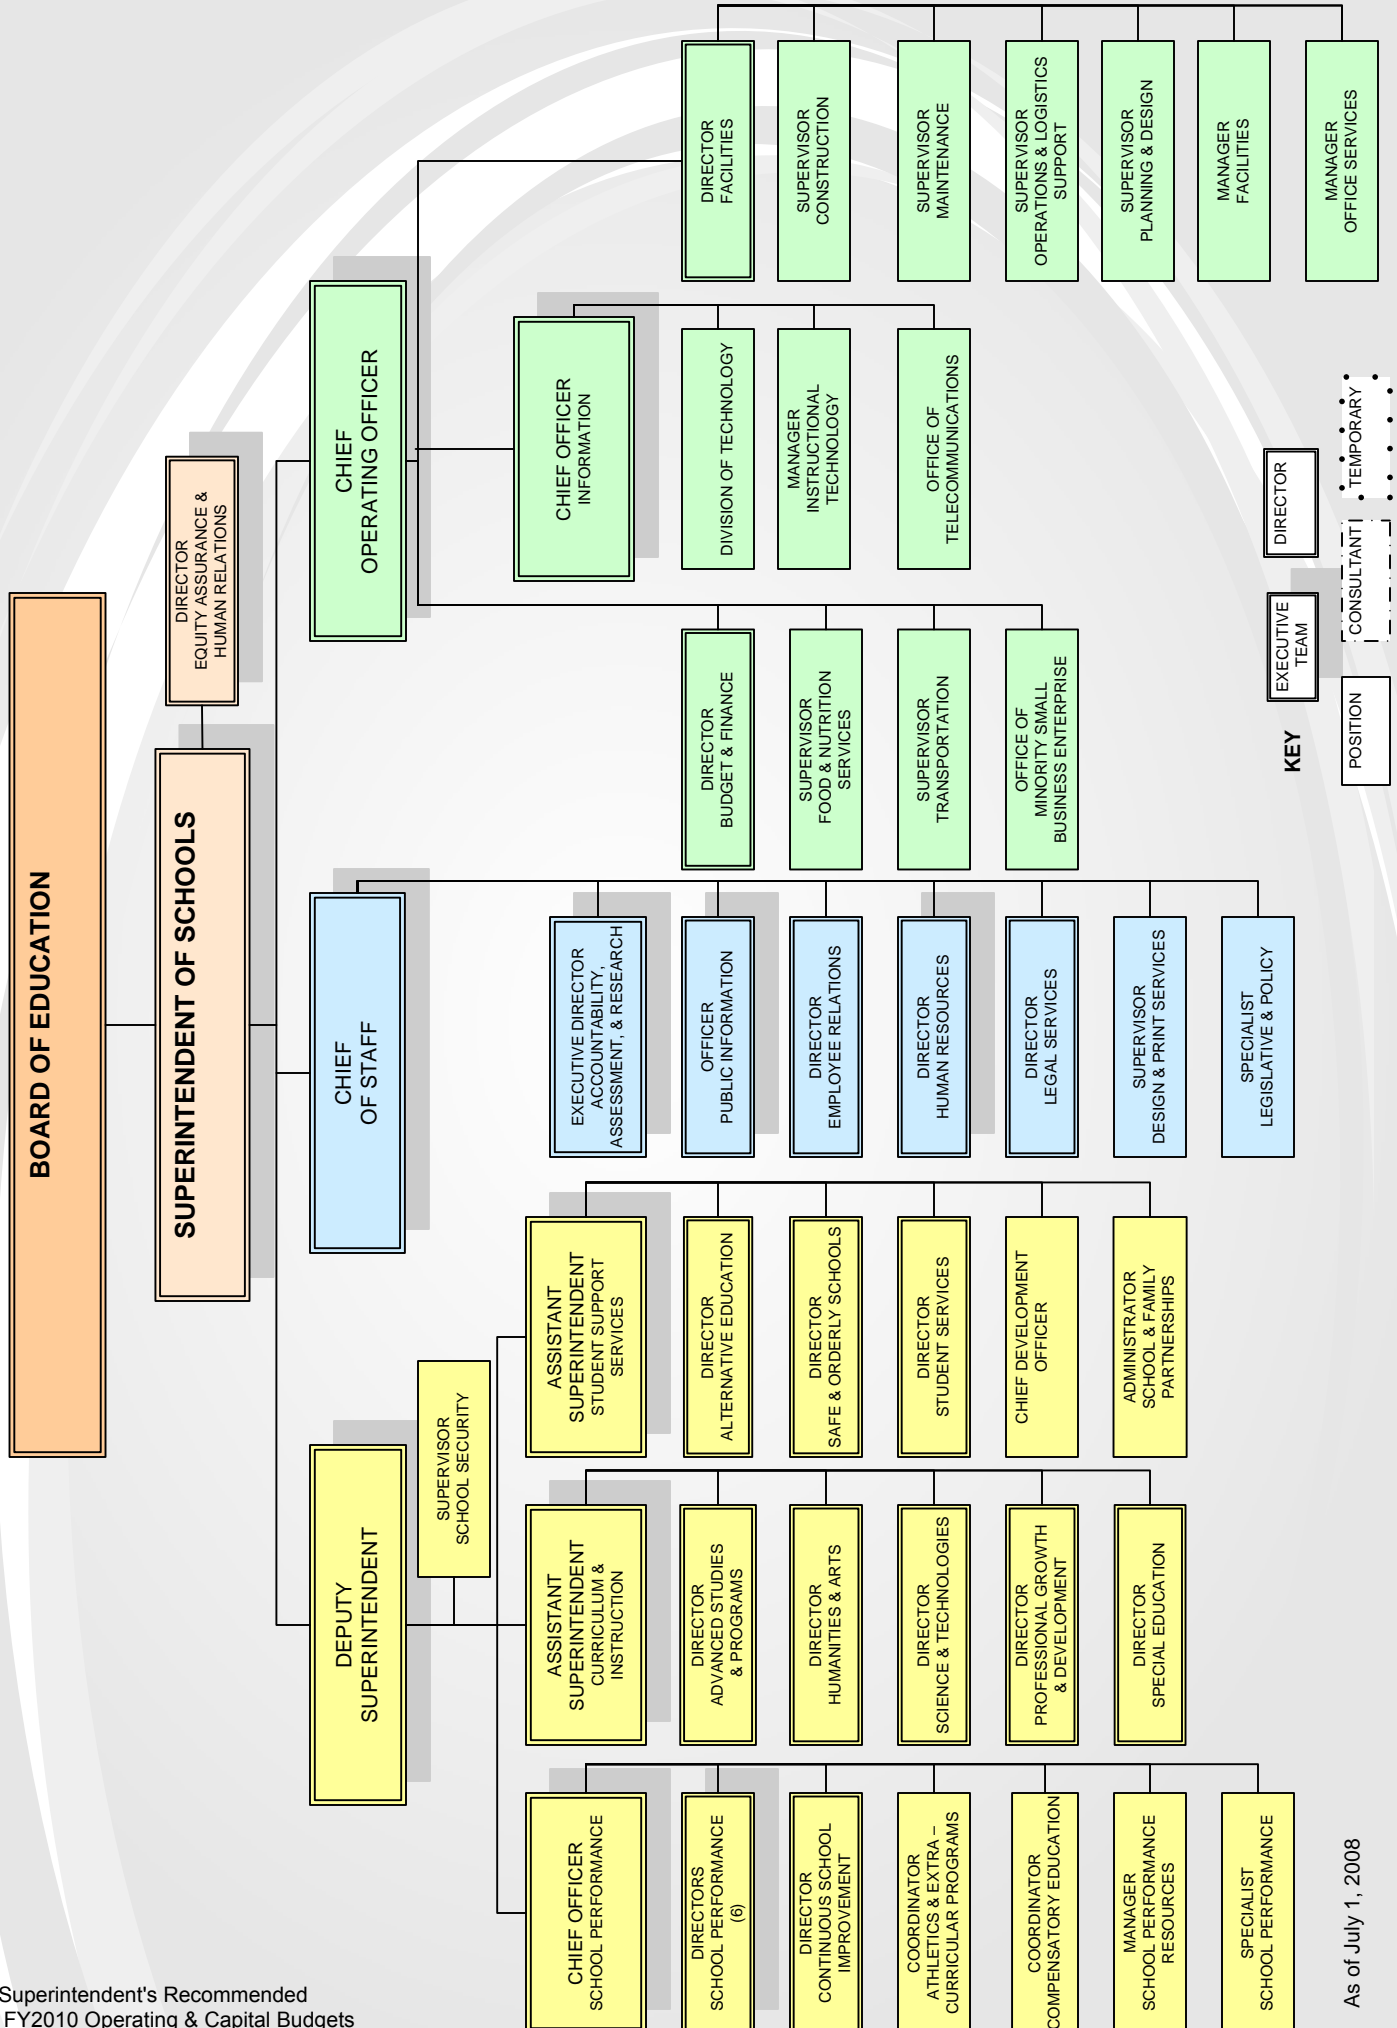 BOARD OF EDUCATION
SUPERINTENDENT OF SCHOOLS
DIRECTOR
EQUITY ASSURANCE &
HUMAN RELATIONS
DEPUTY
SUPERINTENDENT
CHIEF
OF STAFF
CHIEF
OPERATING OFFICER
SUPERVISOR
SCHOOL SECURITY
CHIEF OFFICER
SCHOOL PERFORMANCE
DIRECTORS
SCHOOL PERFORMANCE
(6)
DIRECTOR
CONTINUOUS SCHOOL
IMPROVEMENT
COORDINATOR
ATHLETICS & EXTRA –
CURRICULAR PROGRAMS
COORDINATOR
COMPENSATORY EDUCATION
MANAGER
SCHOOL PERFORMANCE
RESOURCES
SPECIALIST
SCHOOL PERFORMANCE
ASSISTANT
SUPERINTENDENT
CURRICULUM &
INSTRUCTION
DIRECTOR
ADVANCED STUDIES
& PROGRAMS
DIRECTOR
HUMANITIES & ARTS
DIRECTOR
SCIENCE & TECHNOLOGIES
DIRECTOR
PROFESSIONAL GROWTH
& DEVELOPMENT
DIRECTOR
SPECIAL EDUCATION
ASSISTANT
SUPERINTENDENT
STUDENT SUPPORT
SERVICES
DIRECTOR
ALTERNATIVE EDUCATION
DIRECTOR
SAFE & ORDERLY SCHOOLS
DIRECTOR
STUDENT SERVICES
CHIEF DEVELOPMENT
OFFICER
ADMINISTRATOR
SCHOOL & FAMILY
PARTNERSHIPS
EXECUTIVE DIRECTOR
ACCOUNTABILITY,
ASSESSMENT, & RESEARCH
OFFICER
PUBLIC INFORMATION
DIRECTOR
EMPLOYEE RELATIONS
DIRECTOR
HUMAN RESOURCES
DIRECTOR
LEGAL SERVICES
SUPERVISOR
DESIGN & PRINT SERVICES
SPECIALIST
LEGISLATIVE & POLICY
DIRECTOR
BUDGET & FINANCE
SUPERVISOR
FOOD & NUTRITION
SERVICES
SUPERVISOR
TRANSPORTATION
OFFICE OF
MINORITY SMALL
BUSINESS ENTERPRISE
CHIEF OFFICER
INFORMATION
DIVISION OF TECHNOLOGY
MANAGER
INSTRUCTIONAL
TECHNOLOGY
OFFICE OF
TELECOMMUNICATIONS
DIRECTOR
FACILITIES
SUPERVISOR
CONSTRUCTION
SUPERVISOR
MAINTENANCE
SUPERVISOR
OPERATIONS & LOGISTICS
SUPPORT
SUPERVISOR
PLANNING & DESIGN
MANAGER
FACILITIES
MANAGER
OFFICE SERVICES
KEY
EXECUTIVE
TEAM
DIRECTOR
POSITION
CONSULTANT
TEMPORARY
As of July 1, 2008
Superintendent's Recommended
FY2010 Operating & Capital Budgets